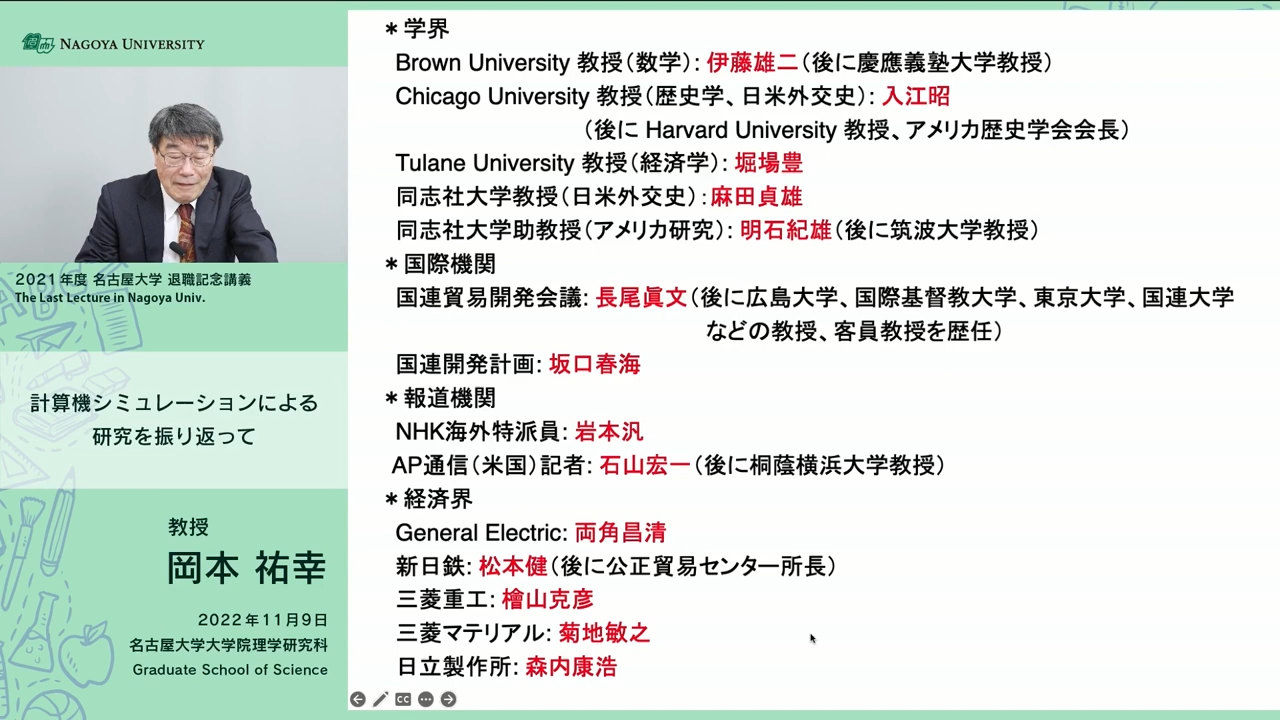 NAGOYA UNIVERSITY
2021年度 名古屋大学 退職記念講義
The Last Lecture in Nagoya Univ.
計算機シミュレーションによる
研究を振り返って
教授
岡本 祐幸
2022年11月9日
名古屋大学大学院理学研究科
Graduate School of Science
＊学界
Brown University 教授（数学）: 伊藤雄二（後に慶應義塾大学教授）
Chicago University 教授（歴史学、日米外交史）: 入江昭
（後に Harvard University 教授、アメリカ歴史学会会長）
Tulane University 教授（経済学）: 堀場豊
同志社大学教授（日米外交史）: 麻田貞雄
同志社大学助教授（アメリカ研究）: 明石紀雄（後に筑波大学教授）
＊国際機関
国連貿易開発会議: 長尾眞文（後に広島大学、国際基督教大学、東京大学、国連大学
などの教授、客員教授を歴任）
国連開発計画: 坂口春海
＊報道機関
NHK海外特派員: 岩本汎
AP通信（米国）記者: 石山宏一（後に桐蔭横浜大学教授）
＊経済界
General Electric: 両角昌清
新日鉄: 松本健（後に公正貿易センター所長）
三菱重工: 檜山克彦
三菱マテリアル: 菊地敏之
日立製作所: 森内康浩
CC